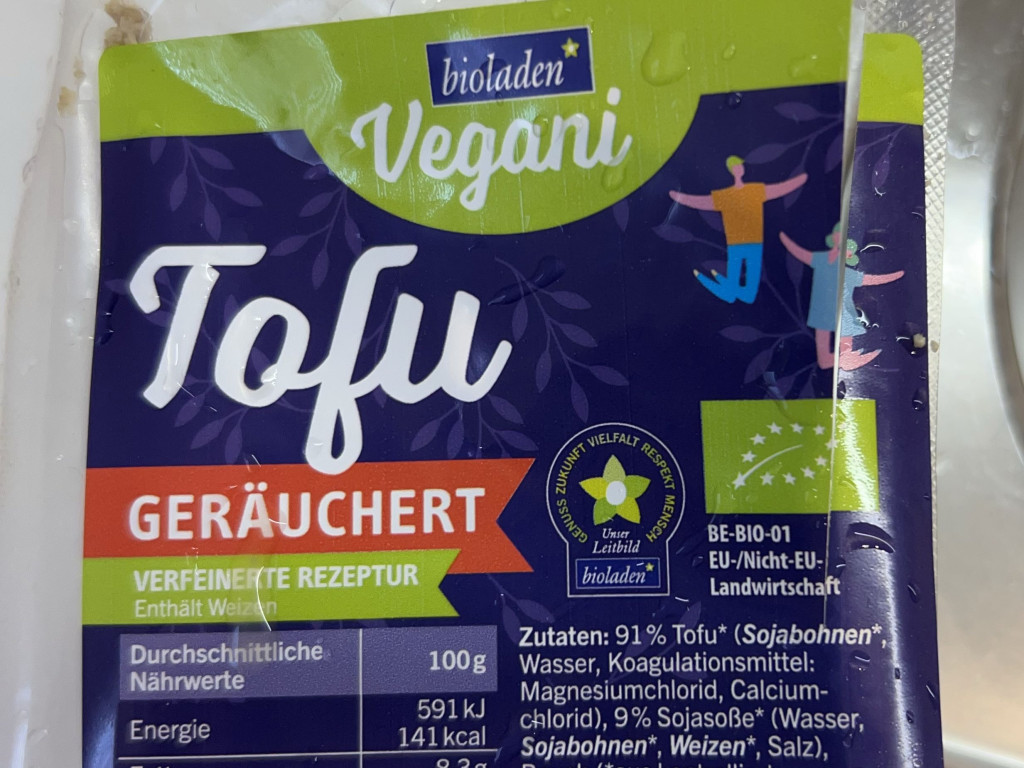 bioladen*
Vegani
Tofu
GERÄUCHERT
VERFEINERTE REZEPTUR
Enthält Weizen
GENUSS ZUKUNFT VIELFALT RESPEKT MENSCH
Unser
Leitbild
bioladen*
BE-BIO-01
EU-/Nicht-EU-
Landwirtschaft
Durchschnittliche
Nährwerte
100 g
Energie
591 kJ
141 kcal
Zutaten: 91 % Tofu* (Sojabohnen*,
Wasser, Koagulationsmittel:
Magnesiumchlorid, Calcium-
chlorid), 9 % Sojasoße* (Wasser,
Sojabohnen*, Weizen*, Salz),